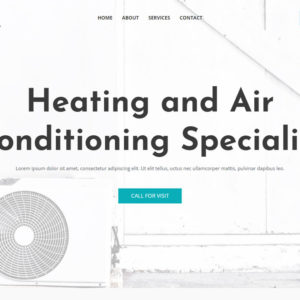 HOME ABOUT SERVICES CONTACT
Heating and Air
onditioning Speciali
Lorem ipsum dolor sit amet, consectetur adipiscing elit. Ut elit tellus, uctus nec ullamcorper mattis, pulvinar dapibus leo.
CALL FOR VISIT